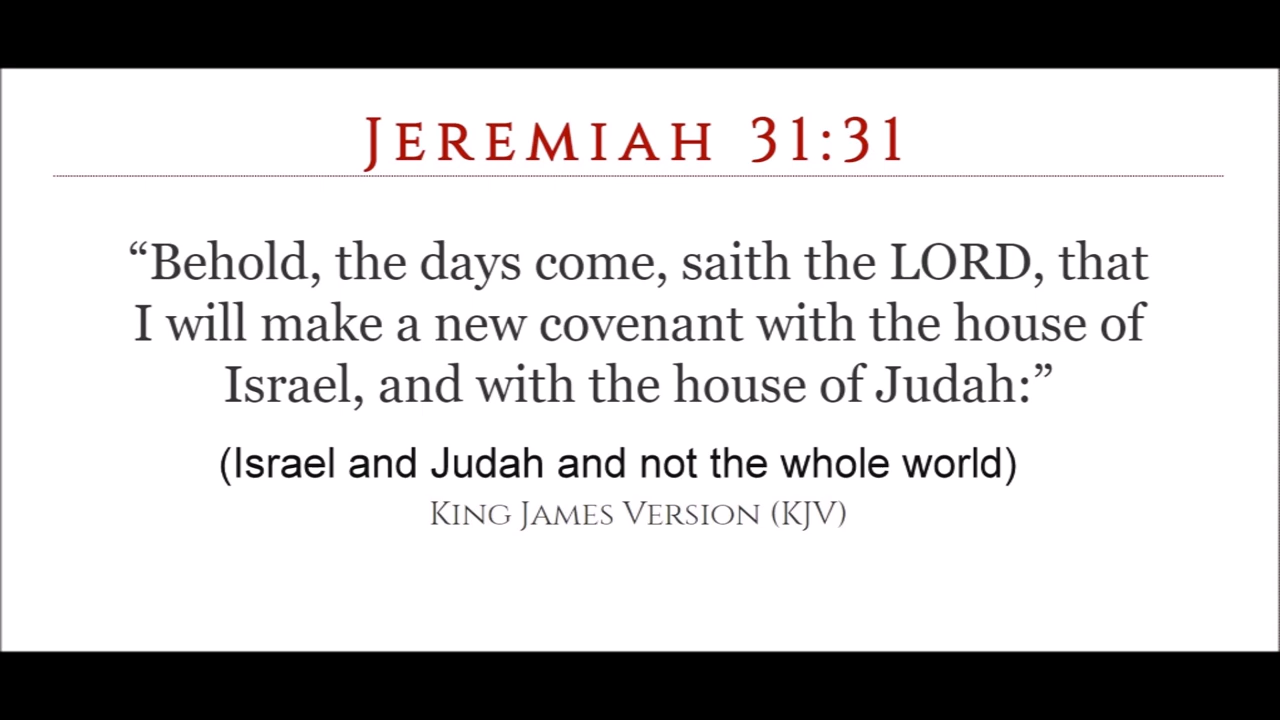 Jeremiah 31:31
“Behold, the days come, saith the LORD, that
I will make a new covenant with the house of
Israel, and with the house of Judah:”
(Israel and Judah and not the whole world)
King James Version (KJV)